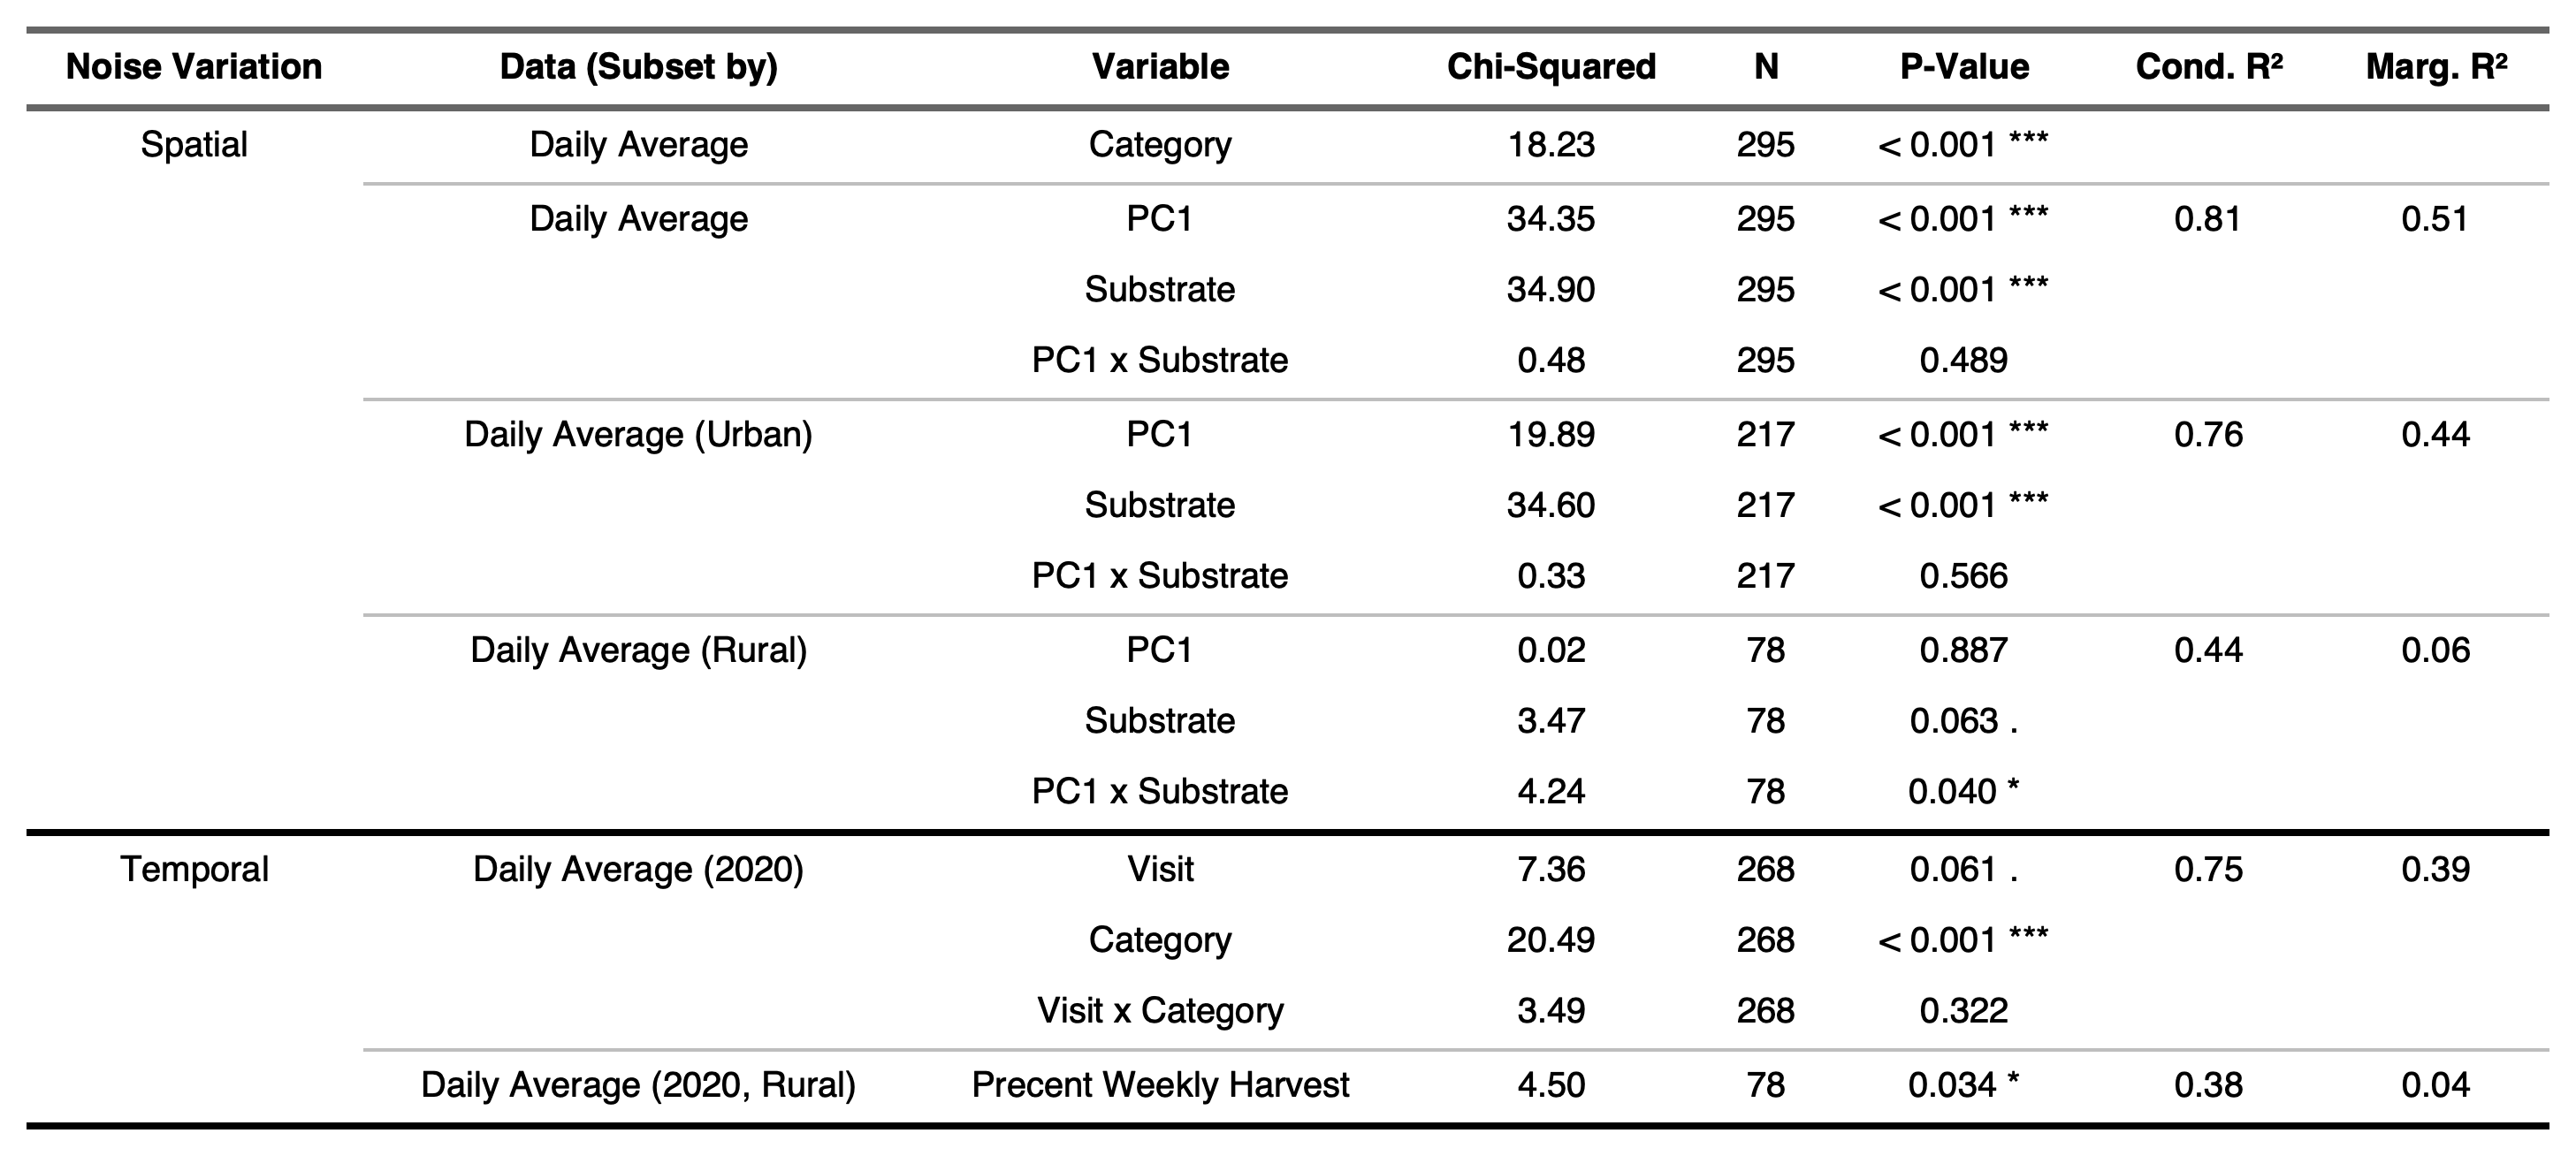 Noise Variation Data (Subset by) Variable Chi-Squared N P-Value Cond. R² Marg. R²
Spatial Daily Average Category 18.23 295 < 0.001 ***
Daily Average PC1 34.35 295 < 0.001 *** 0.81 0.51
Substrate 34.90 295 < 0.001 ***
PC1 x Substrate 0.48 295 0.489
Daily Average (Urban) PC1 19.89 217 < 0.001 *** 0.76 0.44
Substrate 34.60 217 < 0.001 ***
PC1 x Substrate 0.33 217 0.566
Daily Average (Rural) PC1 0.02 78 0.887 0.44 0.06
Substrate 3.47 78 0.063 .
PC1 x Substrate 4.24 78 0.040 *
Temporal Daily Average (2020) Visit 7.36 268 0.061 . 0.75 0.39
Category 20.49 268 < 0.001 ***
Visit x Category 3.49 268 0.322
Daily Average (2020, Rural) Precent Weekly Harvest 4.50 78 0.034 * 0.38 0.04